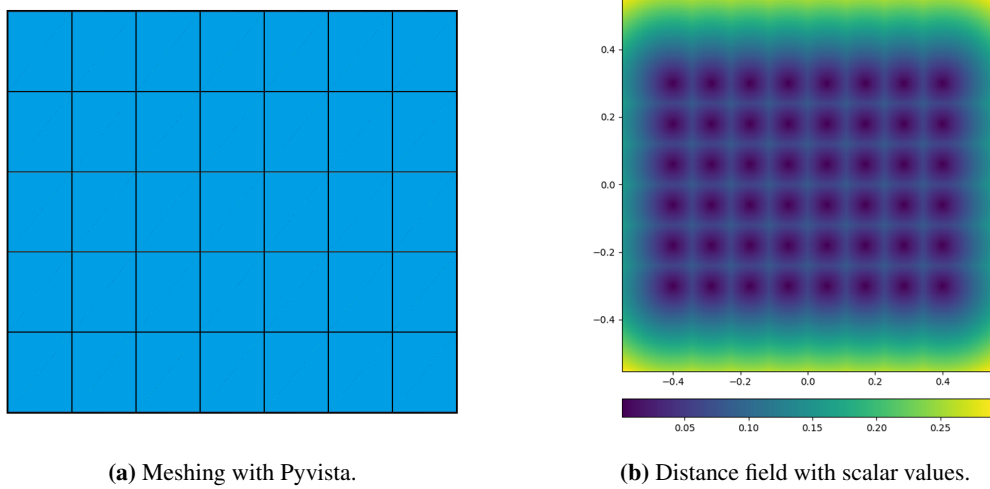 0.4
0.2
0.0
−0.2
−0.4
−0.4 −0.2 0.0 0.2 0.4
0.05 0.10 0.15 0.20 0.25
(a) Meshing with Pyvista.
(b) Distance field with scalar values.